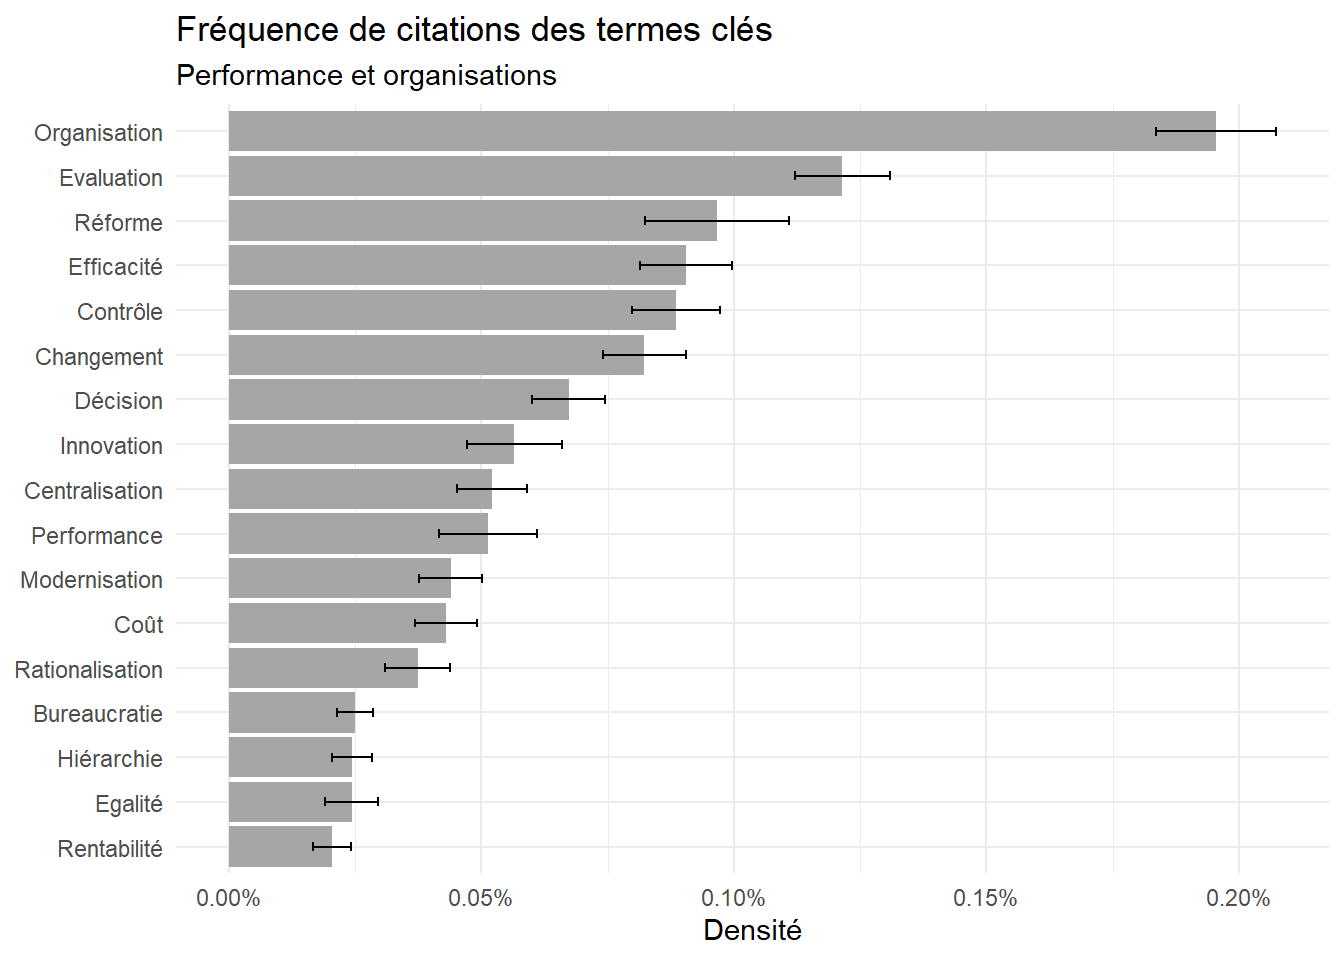 Fréquence de citations des termes clés
Performance et organisations
Organisation
Evaluation
Réforme
Efficacité
Contrôle
Changement
Décision
Innovation
Centralisation
Performance
Modernisation
Coût
Rationalisation
Bureaucratie
Hiérarchie
Egalité
Rentabilité
0.00% 0.05% 0.10% 0.15% 0.20%
Densité